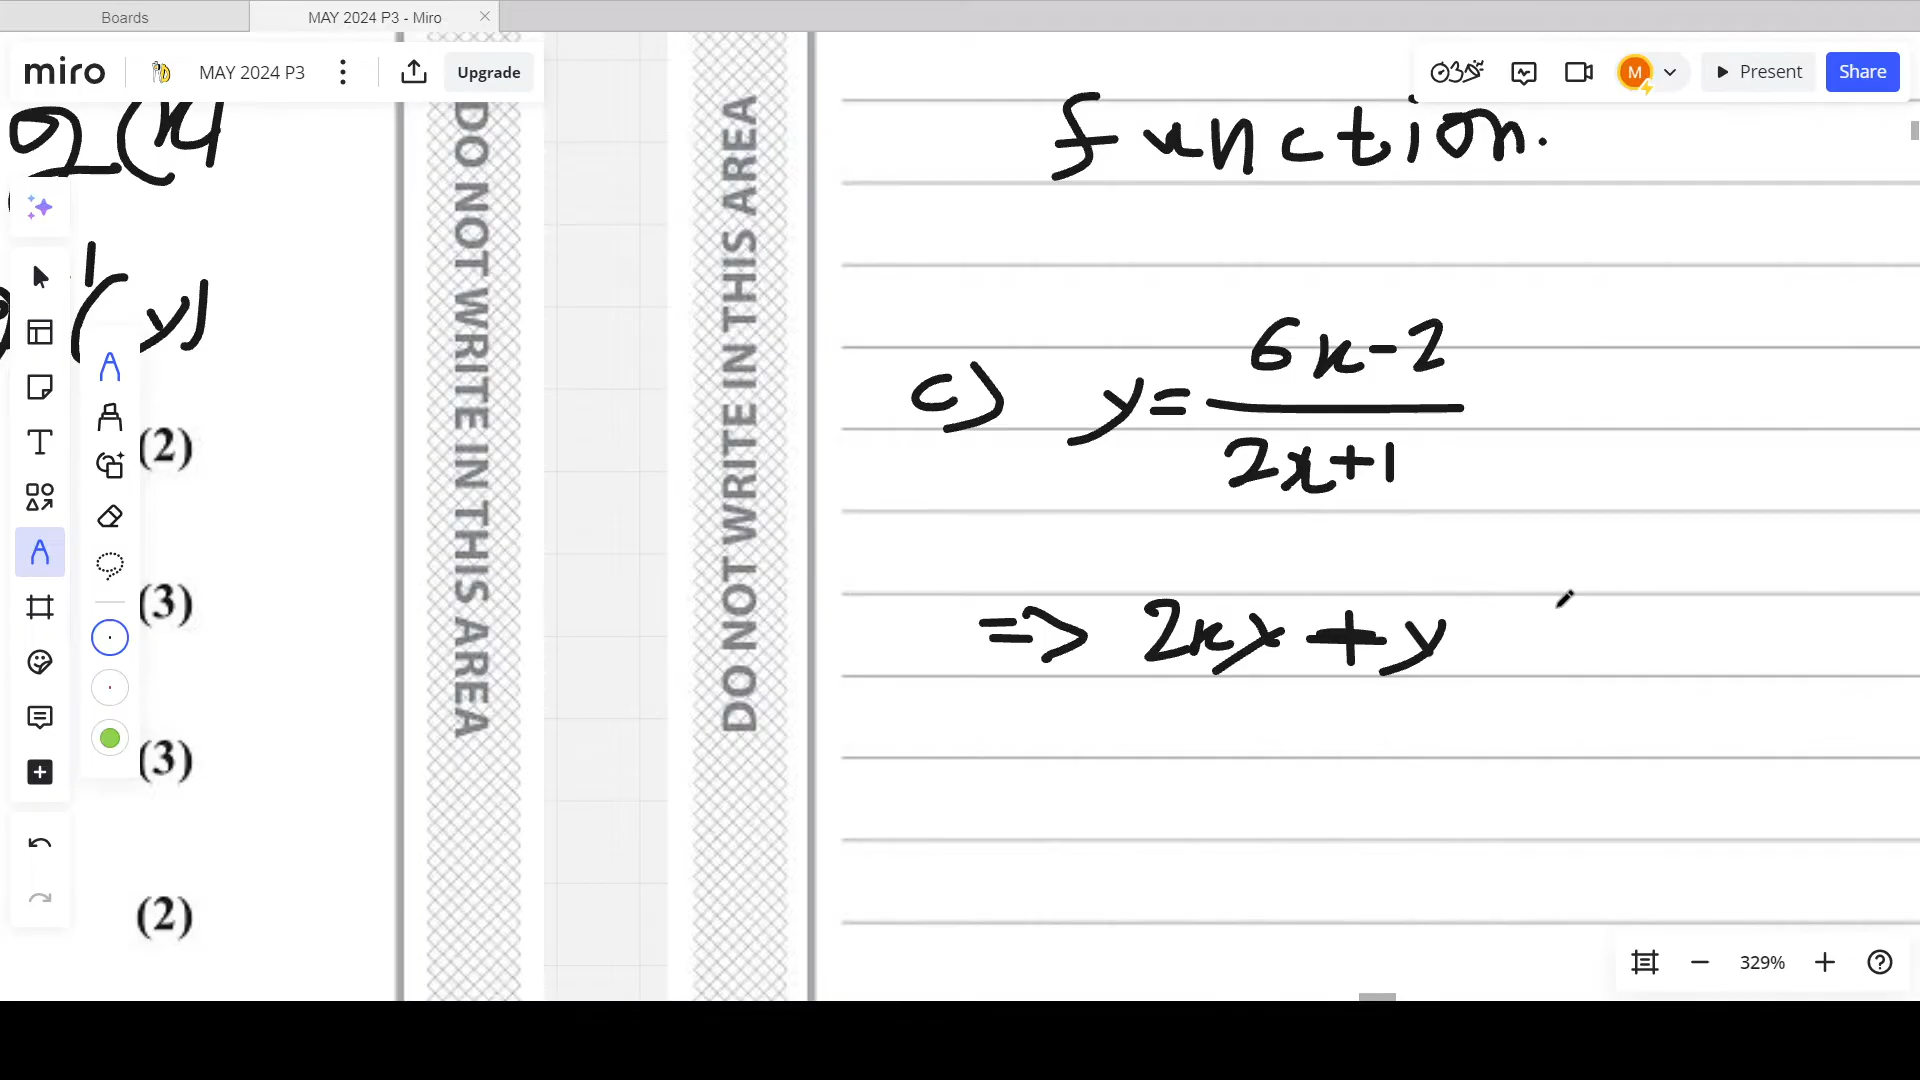 Boards
MAY 2024 P3 - Miro
miro
MAY 2024 P3
Upgrade
Present
Share
M
function.
c) y = 6x-2 / 2x+1
=> 2xy + y
(y)
(2)
(3)
(3)
(2)
DO NOT WRITE IN THIS AREA
DO NOT WRITE IN THIS AREA
329%